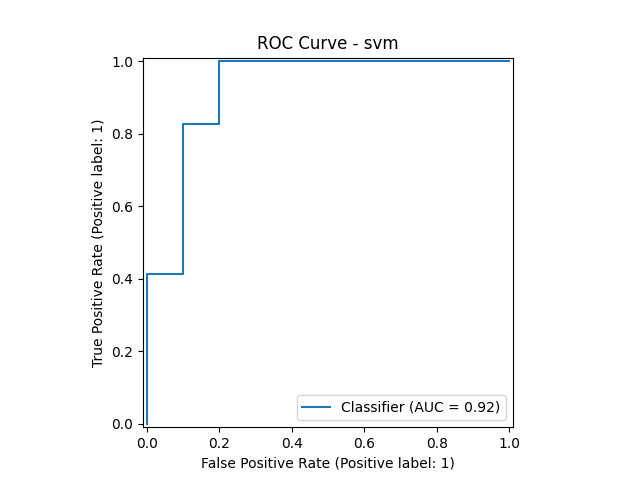 ROC Curve - svm
True Positive Rate (Positive label: 1)
1.0
0.8
0.6
0.4
0.2
0.0
Classifier (AUC = 0.92)
0.0 0.2 0.4 0.6 0.8 1.0
False Positive Rate (Positive label: 1)